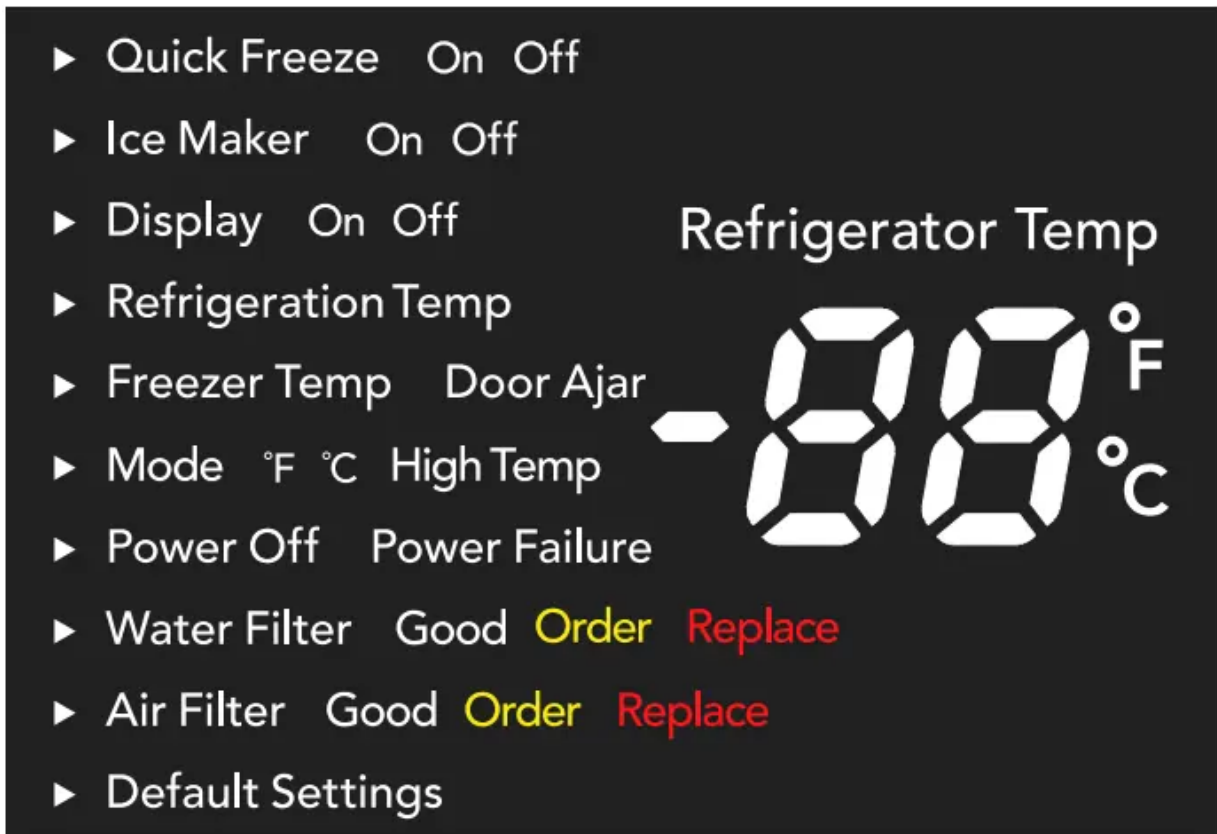 ▶ Quick Freeze On Off
▶ Ice Maker On Off
▶ Display On Off
Refrigerator Temp
▶ Refrigeration Temp
▶ Freezer Temp Door Ajar
-88 °F °C
▶ Mode °F °C High Temp
▶ Power Off Power Failure
▶ Water Filter Good Order Replace
▶ Air Filter Good Order Replace
▶ Default Settings